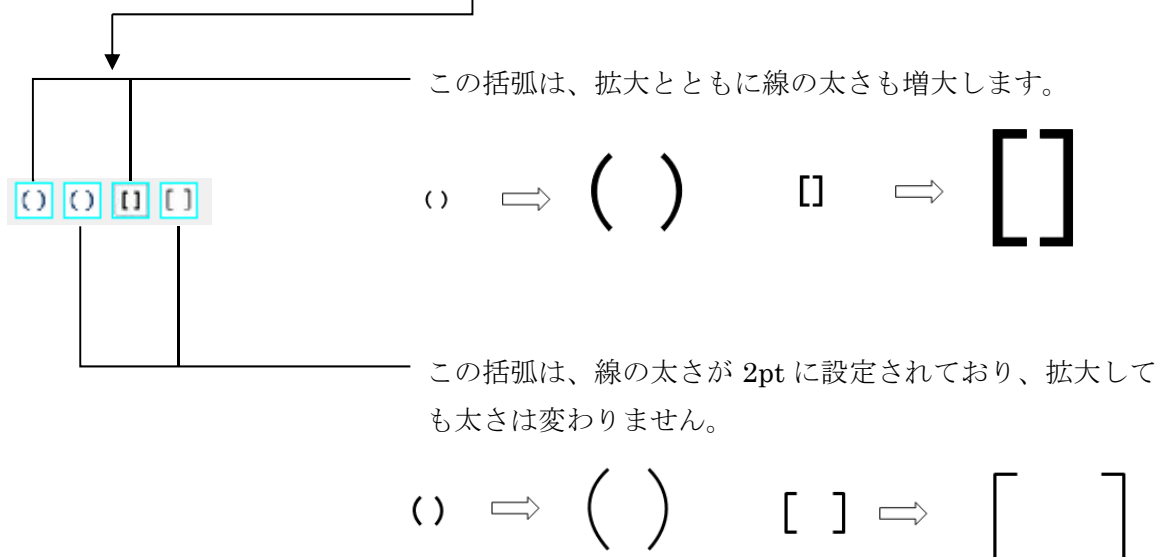 この括弧は、拡大とともに線の太さも増大します。
() () [] [ ]
( ) ⇨ ( ) [] ⇨ []
この括弧は、線の太さが 2pt に設定されており、拡大して
も太さは変わりません。
( ) ⇨ ( ) [ ] ⇨ [ ]